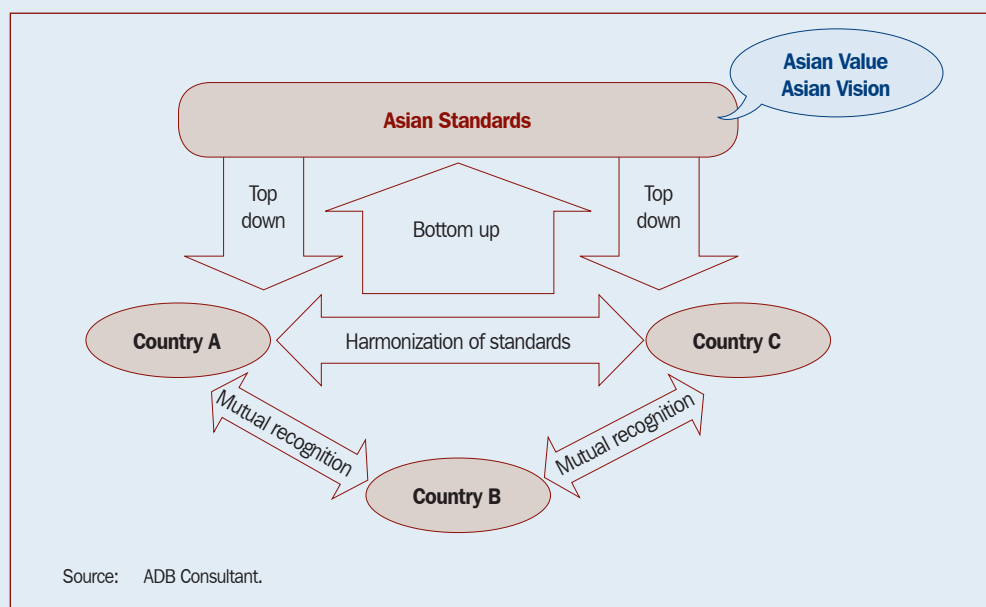 Asian Value
Asian Vision
Asian Standards
Top
down
Bottom up
Top
down
Country A
Harmonization of standards
Country C
Mutual recognition
Mutual recognition
Country B
Source: ADB Consultant.